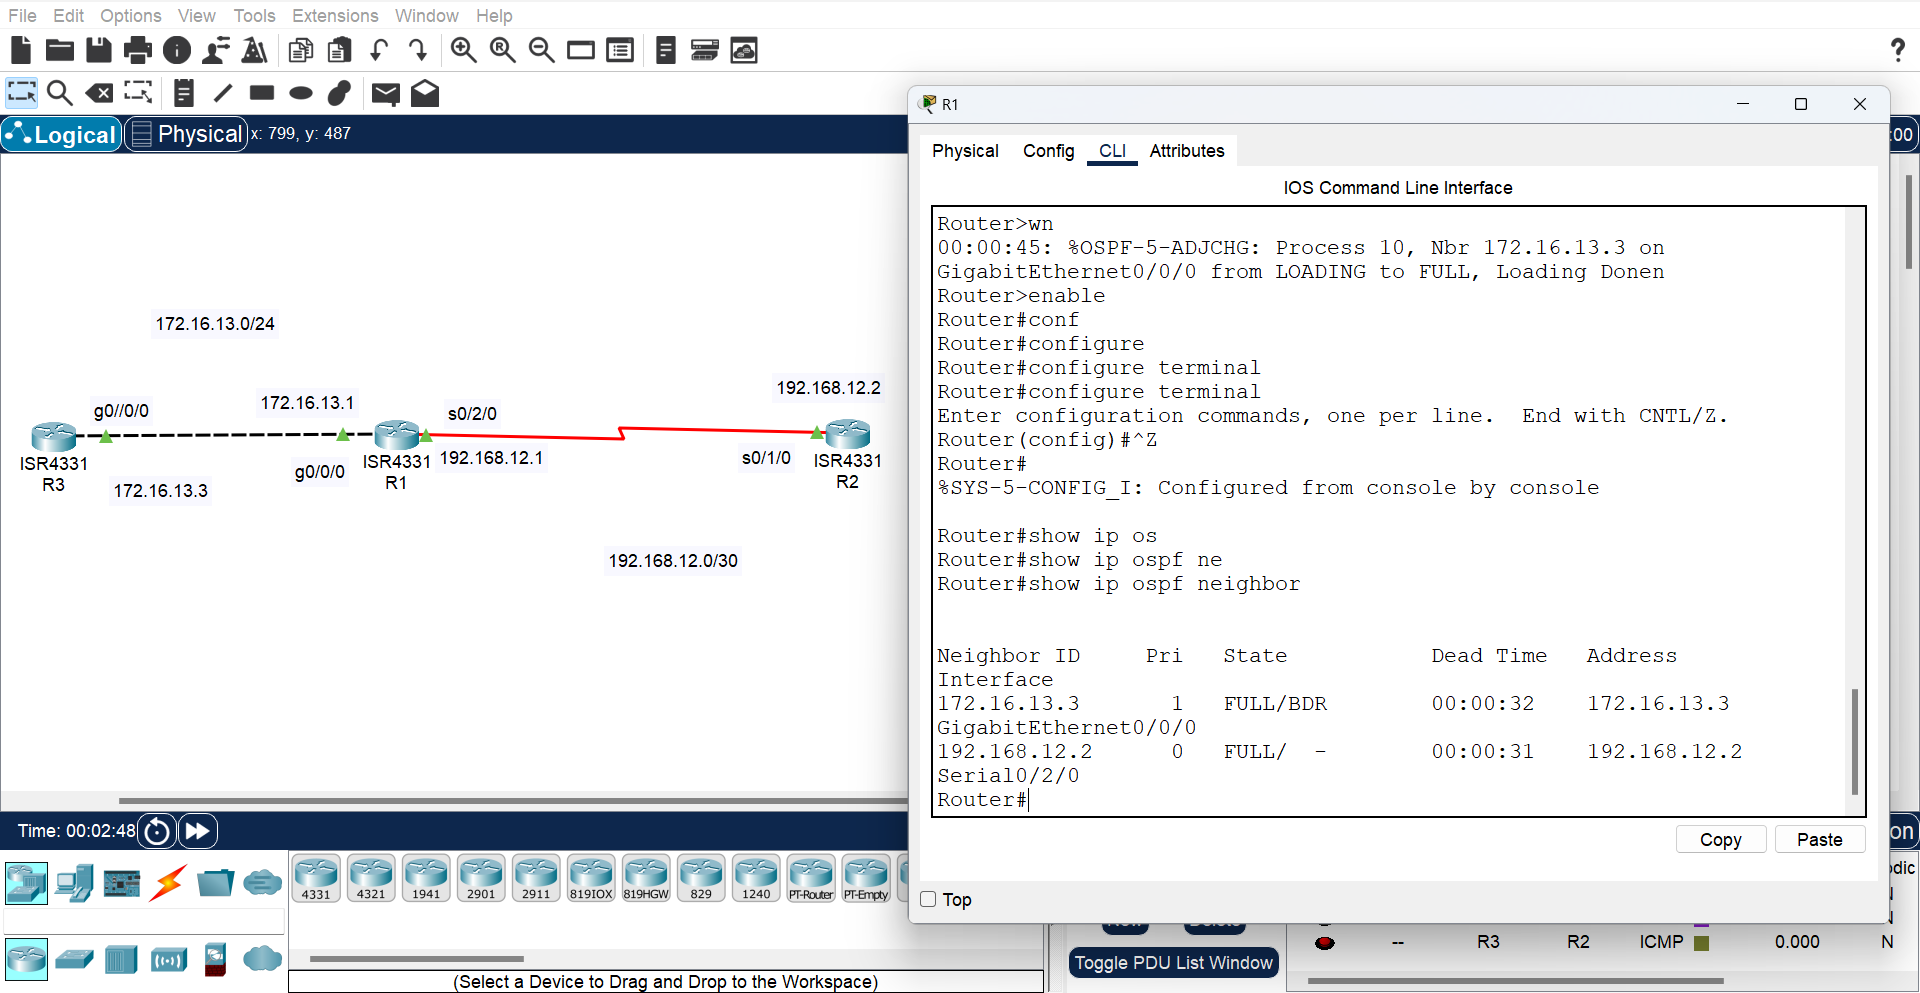 File Edit Options View Tools Extensions Window Help
Logical Physical x: 799, y: 487
172.16.13.0/24
g0//0/0
172.16.13.1
s0/2/0
192.168.12.2
ISR4331
R3
172.16.13.3
g0/0/0
ISR4331
R1
192.168.12.1
s0/1/0
ISR4331
R2
192.168.12.0/30
R1
:00
Physical Config CLI Attributes
IOS Command Line Interface
Router>wn
00:00:45: %OSPF-5-ADJCHG: Process 10, Nbr 172.16.13.3 on
GigabitEthernet0/0/0 from LOADING to FULL, Loading Donen
Router>enable
Router#conf
Router#configure
Router#configure terminal
Router#configure terminal
Enter configuration commands, one per line.  End with CNTL/Z.
Router(config)#^Z
Router#
%SYS-5-CONFIG_I: Configured from console by console
Router#show ip os
Router#show ip ospf ne
Router#show ip ospf neighbor
Neighbor ID     Pri   State           Dead Time   Address
Interface
172.16.13.3       1   FULL/BDR        00:00:32    172.16.13.3
GigabitEthernet0/0/0
192.168.12.2      0   FULL/  -        00:00:31    192.168.12.2
Serial0/2/0
Router#
Copy Paste
Top
Time: 00:02:48
4331 4321 1941 2901 2911 819IOX 819HGW 829 1240 PT-Router PT-Empty
(Select a Device to Drag and Drop to the Workspace)
Toggle PDU List Window
-- R3 R2 ICMP 0.000 N